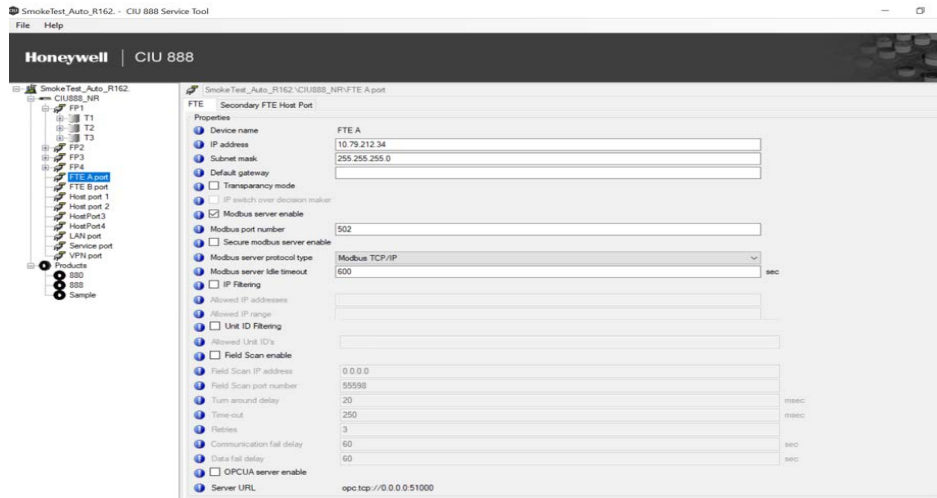 SmokeTest_Auto_R162. - CIU 888 Service Tool
File Help
Honeywell | CIU 888
SmokeTest_Auto_R162.
CIU888_NR
FP1
T1
T2
T3
FP2
FP3
FP4
FTE A port
FTE B port
Host port 1
Host port 2
HostPort3
HostPort4
LAN port
Service port
VPN port
Products
880
888
Sample
SmokeTest_Auto_R162.\CIU888_NR\FTE A port
FTE Secondary FTE Host Port
Properties
Device name FTE A
IP address 10.79.212.34
Subnet mask 255.255.255.0
Default gateway
Transparancy mode
IP switch over decision maker
Modbus server enable
Modbus port number 502
Secure modbus server enable
Modbus server protocol type Modbus TCP/IP
Modbus server Idle timeout 600 sec
IP Filtering
Allowed IP addresses
Allowed IP range
Unit ID Filtering
Allowed Unit ID's
Field Scan enable
Field Scan IP address 0.0.0.0
Field Scan port number 55598
Turn around delay 20 msec
Time-out 250 msec
Retries 3
Communication fail delay 60 sec
Data fail delay 60 sec
OPCUA server enable
Server URL opc.tcp://0.0.0.0:51000